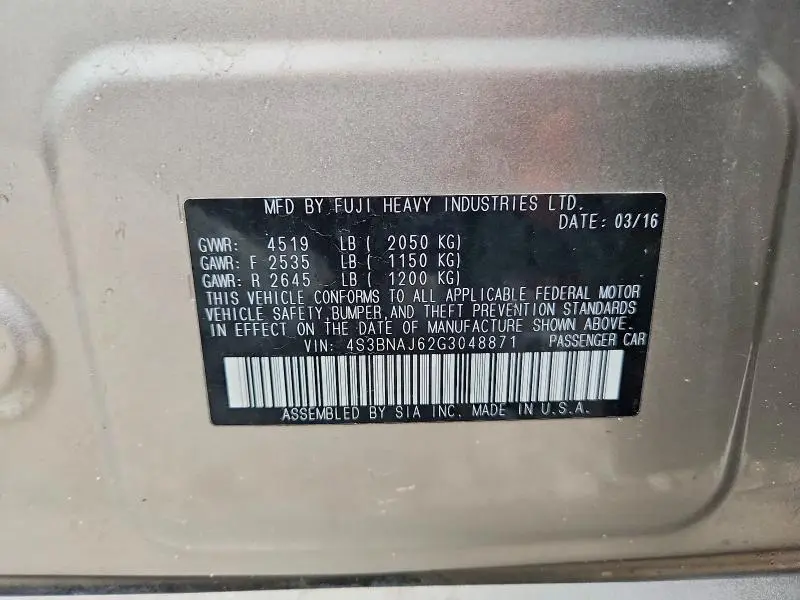 MFD BY FUJI HEAVY INDUSTRIES LTD.
DATE: 03/16
GVWR: 4519 LB ( 2050 KG)
GAWR: F 2535 LB ( 1150 KG)
GAWR: R 2645 LB ( 1200 KG)
THIS VEHICLE CONFORMS TO ALL APPLICABLE FEDERAL MOTOR
VEHICLE SAFETY,BUMPER,AND THEFT PREVENTION STANDARDS
IN EFFECT ON THE DATE OF MANUFACTURE SHOWN ABOVE.
VIN: 4S3BNAJ62G3048871 PASSENGER CAR
ASSEMBLED BY SIA INC. MADE IN U.S.A.